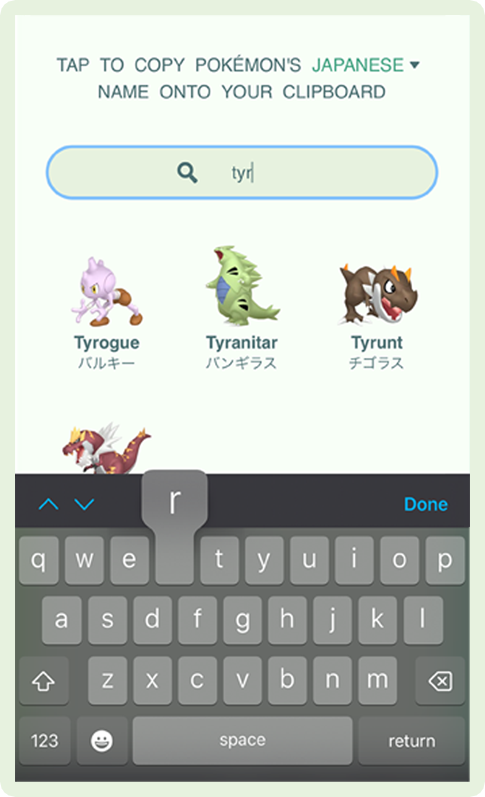 TAP TO COPY POKÉMON'S JAPANESE
NAME ONTO YOUR CLIPBOARD
tyr
Tyrogue Tyranitar Tyrunt
バルキー バンギラス チゴラス
r
Done
q w e t y u i o p
a s d f g h j k l
z x c v b n m
123 space return